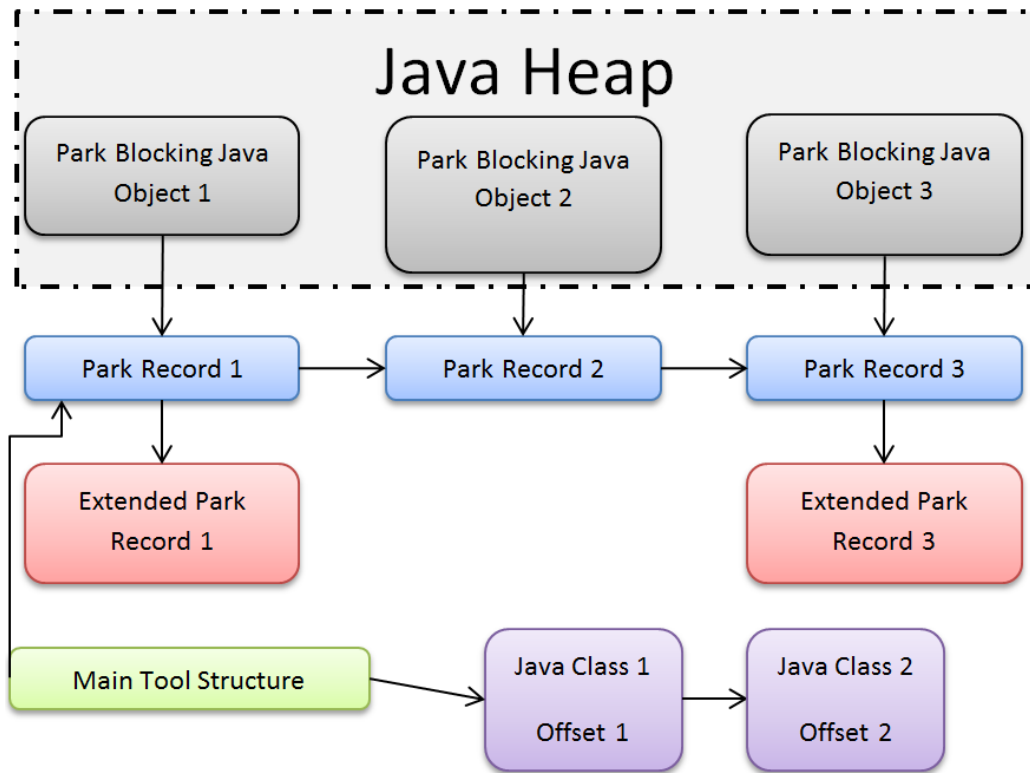 Java Heap
Park Blocking Java
Object 1
Park Blocking Java
Object 2
Park Blocking Java
Object 3
Park Record 1
Park Record 2
Park Record 3
Extended Park
Record 1
Extended Park
Record 3
Main Tool Structure
Java Class 1
Offset 1
Java Class 2
Offset 2